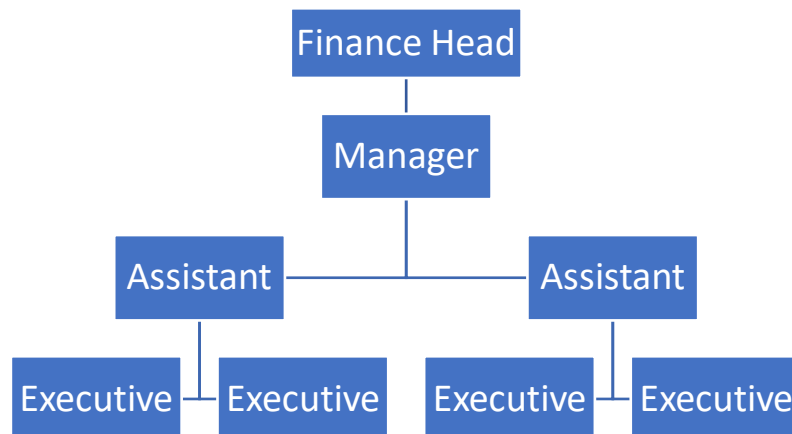 Finance Head
Manager
Assistant
Assistant
Executive
Executive
Executive
Executive